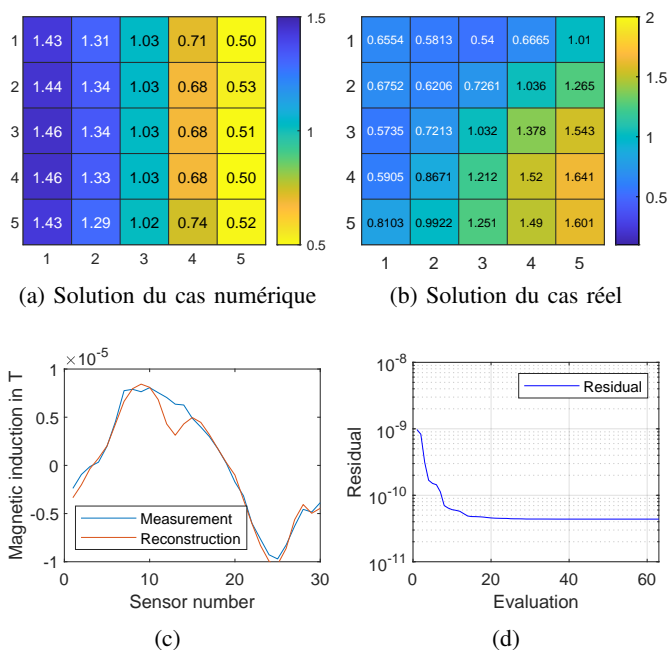 1 1.43 1.31 1.03 0.71 0.50
2 1.44 1.34 1.03 0.68 0.53
3 1.46 1.34 1.03 0.68 0.51
4 1.46 1.33 1.03 0.68 0.50
5 1.43 1.29 1.02 0.74 0.52
1 2 3 4 5
1.5
1
0.5
(a) Solution du cas numérique
1 0.6554 0.5813 0.54 0.6665 1.01
2 0.6752 0.6206 0.7261 1.036 1.265
3 0.5735 0.7213 1.032 1.378 1.543
4 0.5905 0.8671 1.212 1.52 1.641
5 0.8103 0.9922 1.251 1.49 1.601
1 2 3 4 5
2
1.5
1
0.5
(b) Solution du cas réel
×10⁻⁵
Magnetic induction in T
1
0.5
0
-0.5
-1
Measurement
Reconstruction
0 10 20 30
Sensor number
(c)
Residual
10⁻⁸
10⁻⁹
10⁻¹⁰
10⁻¹¹
Residual
0 20 40 60
Evaluation
(d)